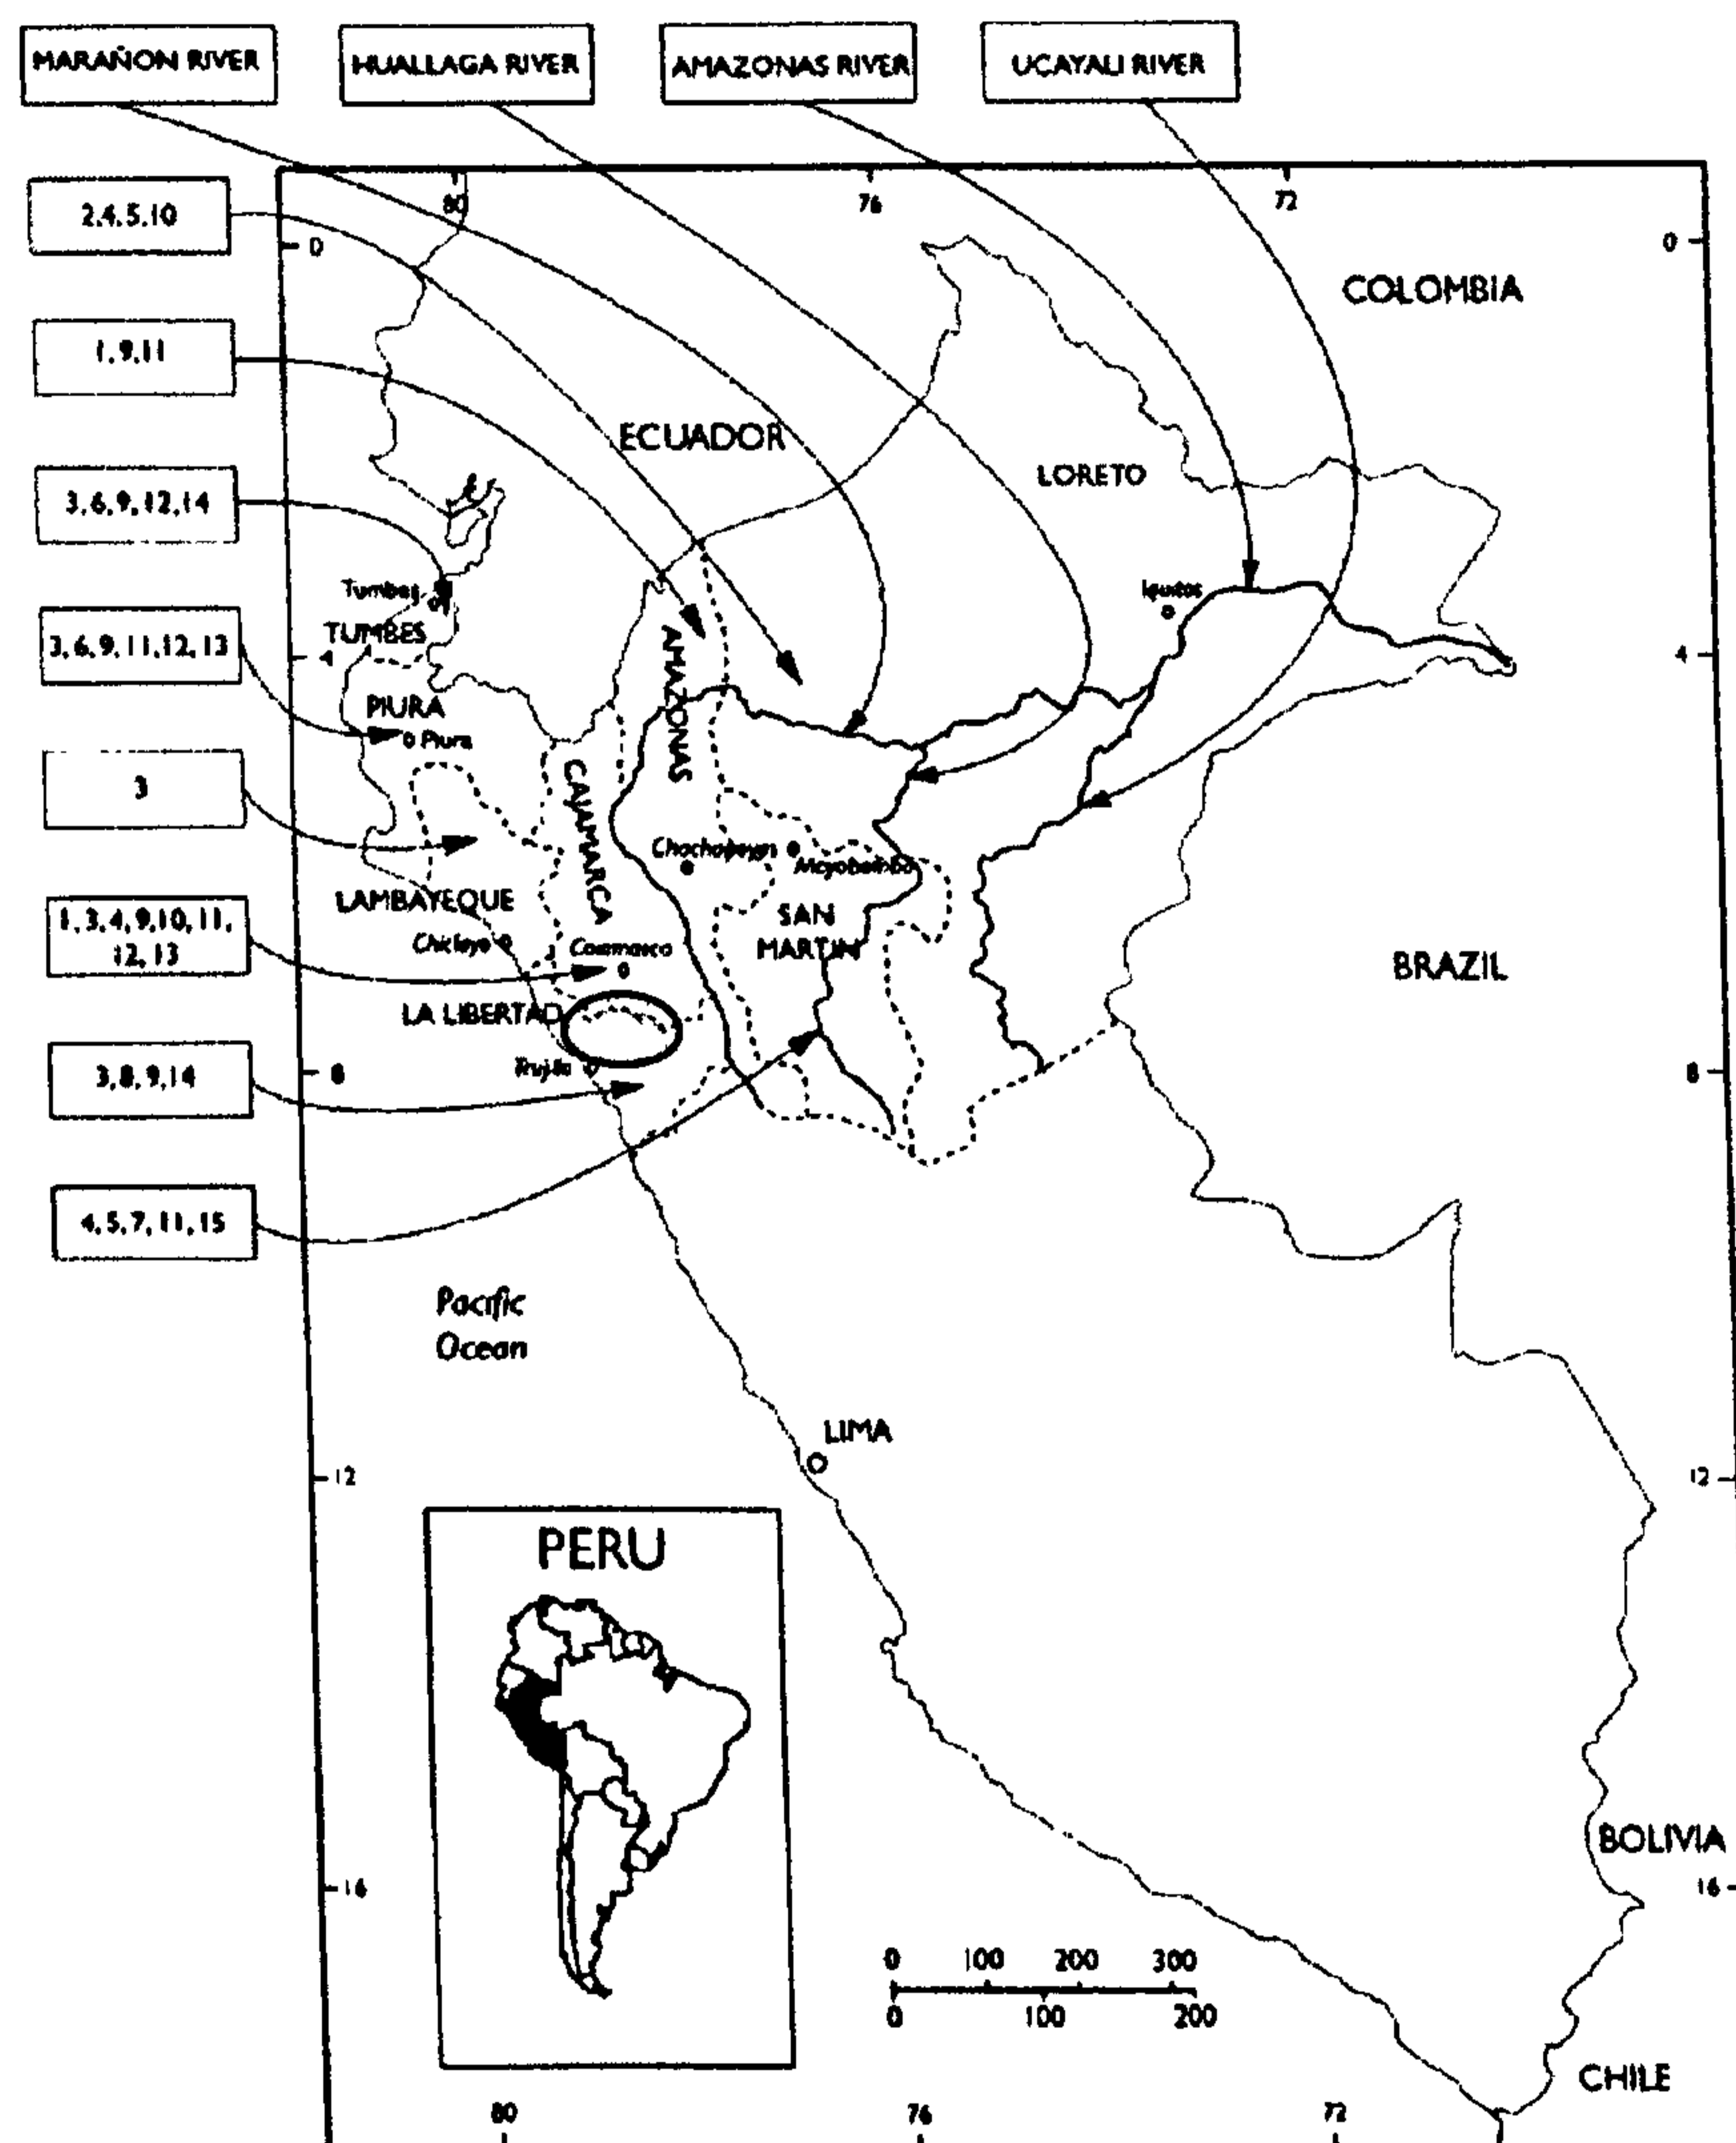 MARAÑON RIVER
HUALLAGA RIVER
AMAZONAS RIVER
UCAYALI RIVER
80
76
72
2,4,5,10
0
0
COLOMBIA
1,9,11
ECUADOR
LORETO
3,6,9,12,14
Tumbes
Iquitos
TUMBES
3,6,9,11,12,13
4
4
AMAZONAS
PIURA
Piura
3
CAJAMARCA
Moyobamba
LAMBAYEQUE
1,3,4,9,10,11,
12,13
SAN
MARTIN
Chiclayo
BRAZIL
LA LIBERTAD
Trujillo
3,8,9,14
8
8
4,5,7,11,15
Pacific
Ocean
LIMA
12
12
PERU
BOLIVIA
16
16
0 100 200 300
0 100 200
CHILE
80
76
72